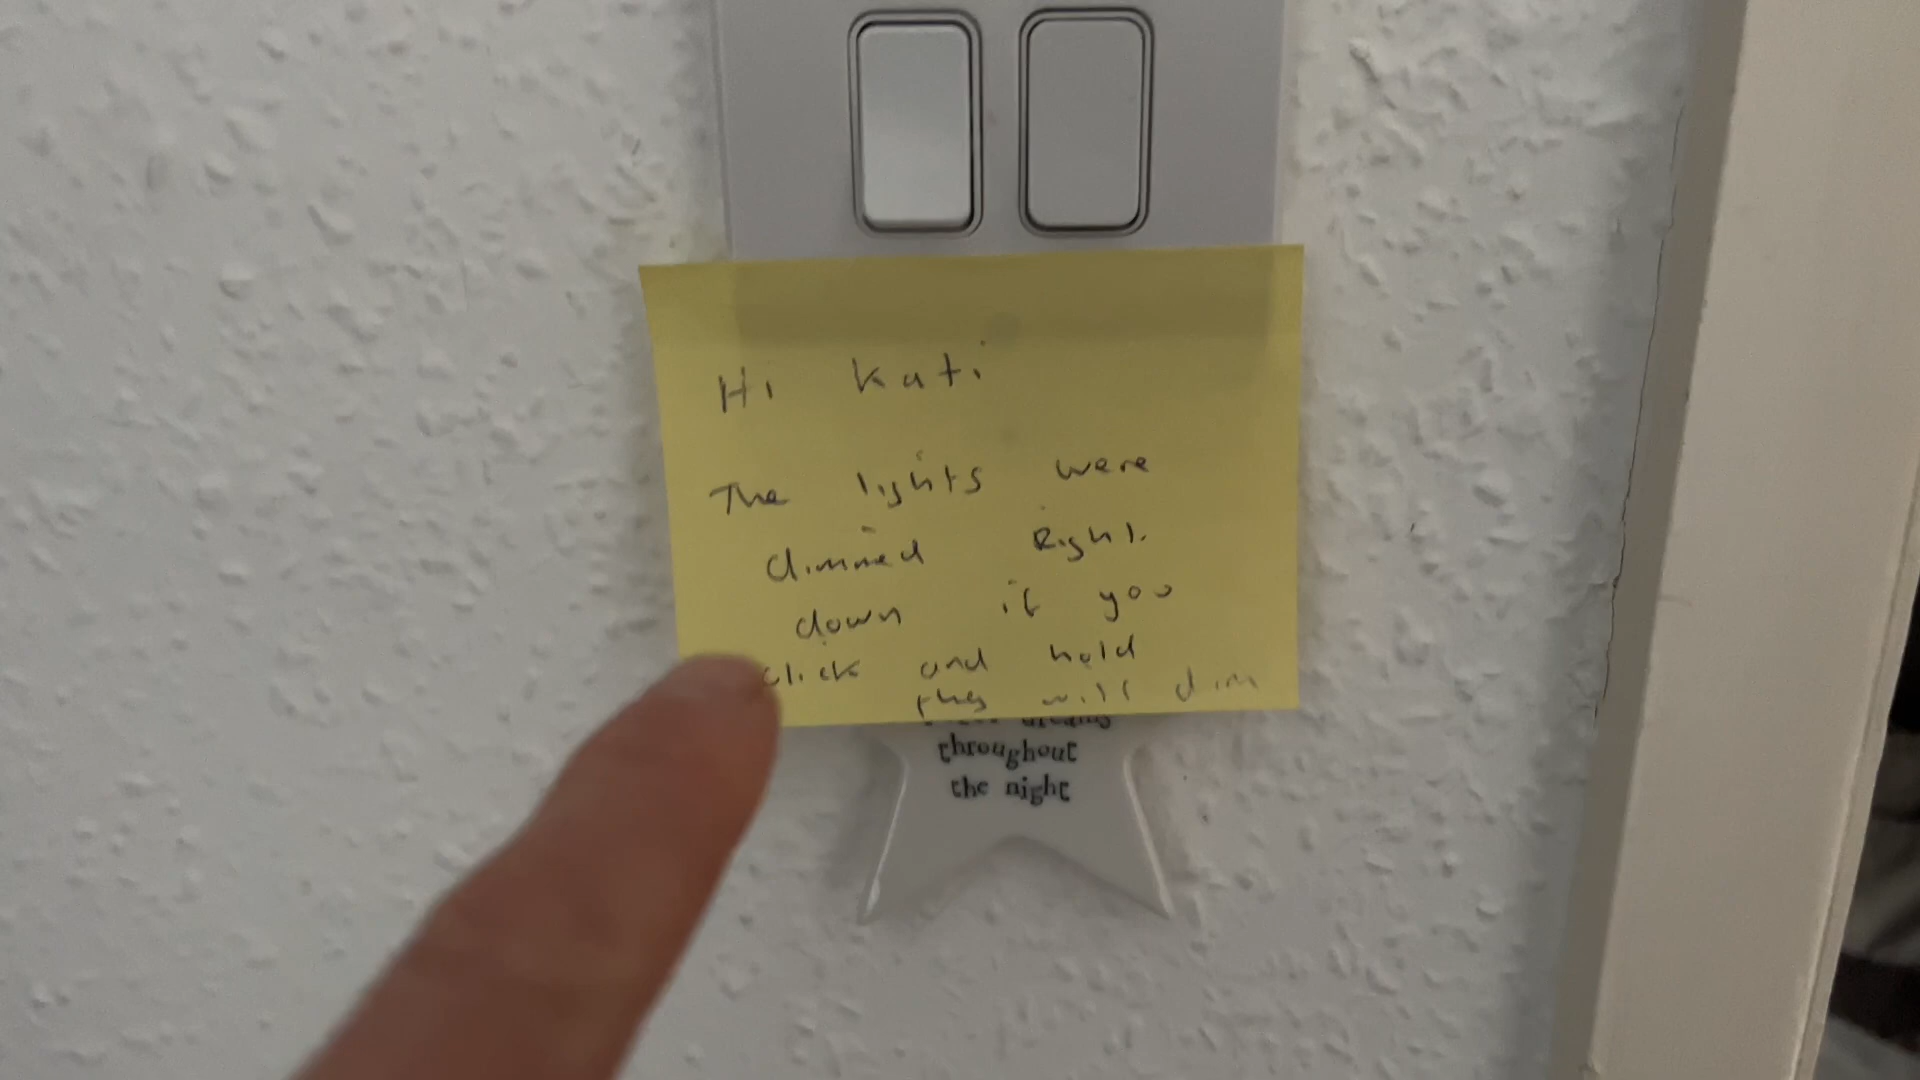 Hi Kati
The lights were
dimmed Right.
down if you
click and hold
they will dim
throughout
the night